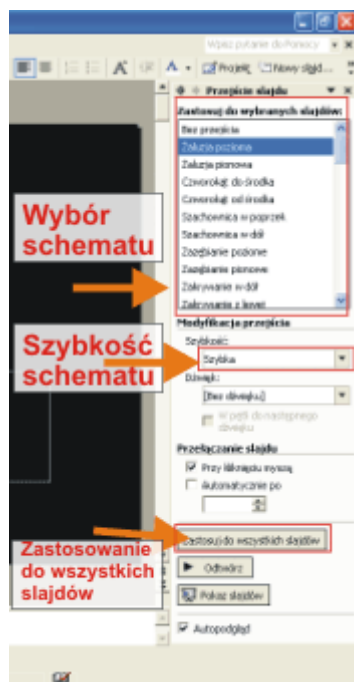 Wpisz pytanie do Pomocy
Projekt Nowy slajd...
Przejście slajdu
Zastosuj do wybranych slajdów:
Bez przejścia
Żaluzja pozioma
Żaluzja pionowa
Czworokąt do środka
Czworokąt od środka
Szachownica w poprzek
Szachownica w dół
Zazębianie poziome
Zazębianie pionowe
Zakrywanie w dół
Zakrywanie z lewej
Wybór
schematu
Modyfikacja przejścia
Szybkość:
Szybka
Szybkość
schematu
Dźwięk:
[Bez dźwięku]
W pętli do następnego
dźwięku
Przełączanie slajdu
Przy kliknięciu myszą
Automatycznie po
Zastosuj do wszystkich slajdów
Zastosowanie
do wszystkich
slajdów
Odtwórz
Pokaz slajdów
Autopodgląd